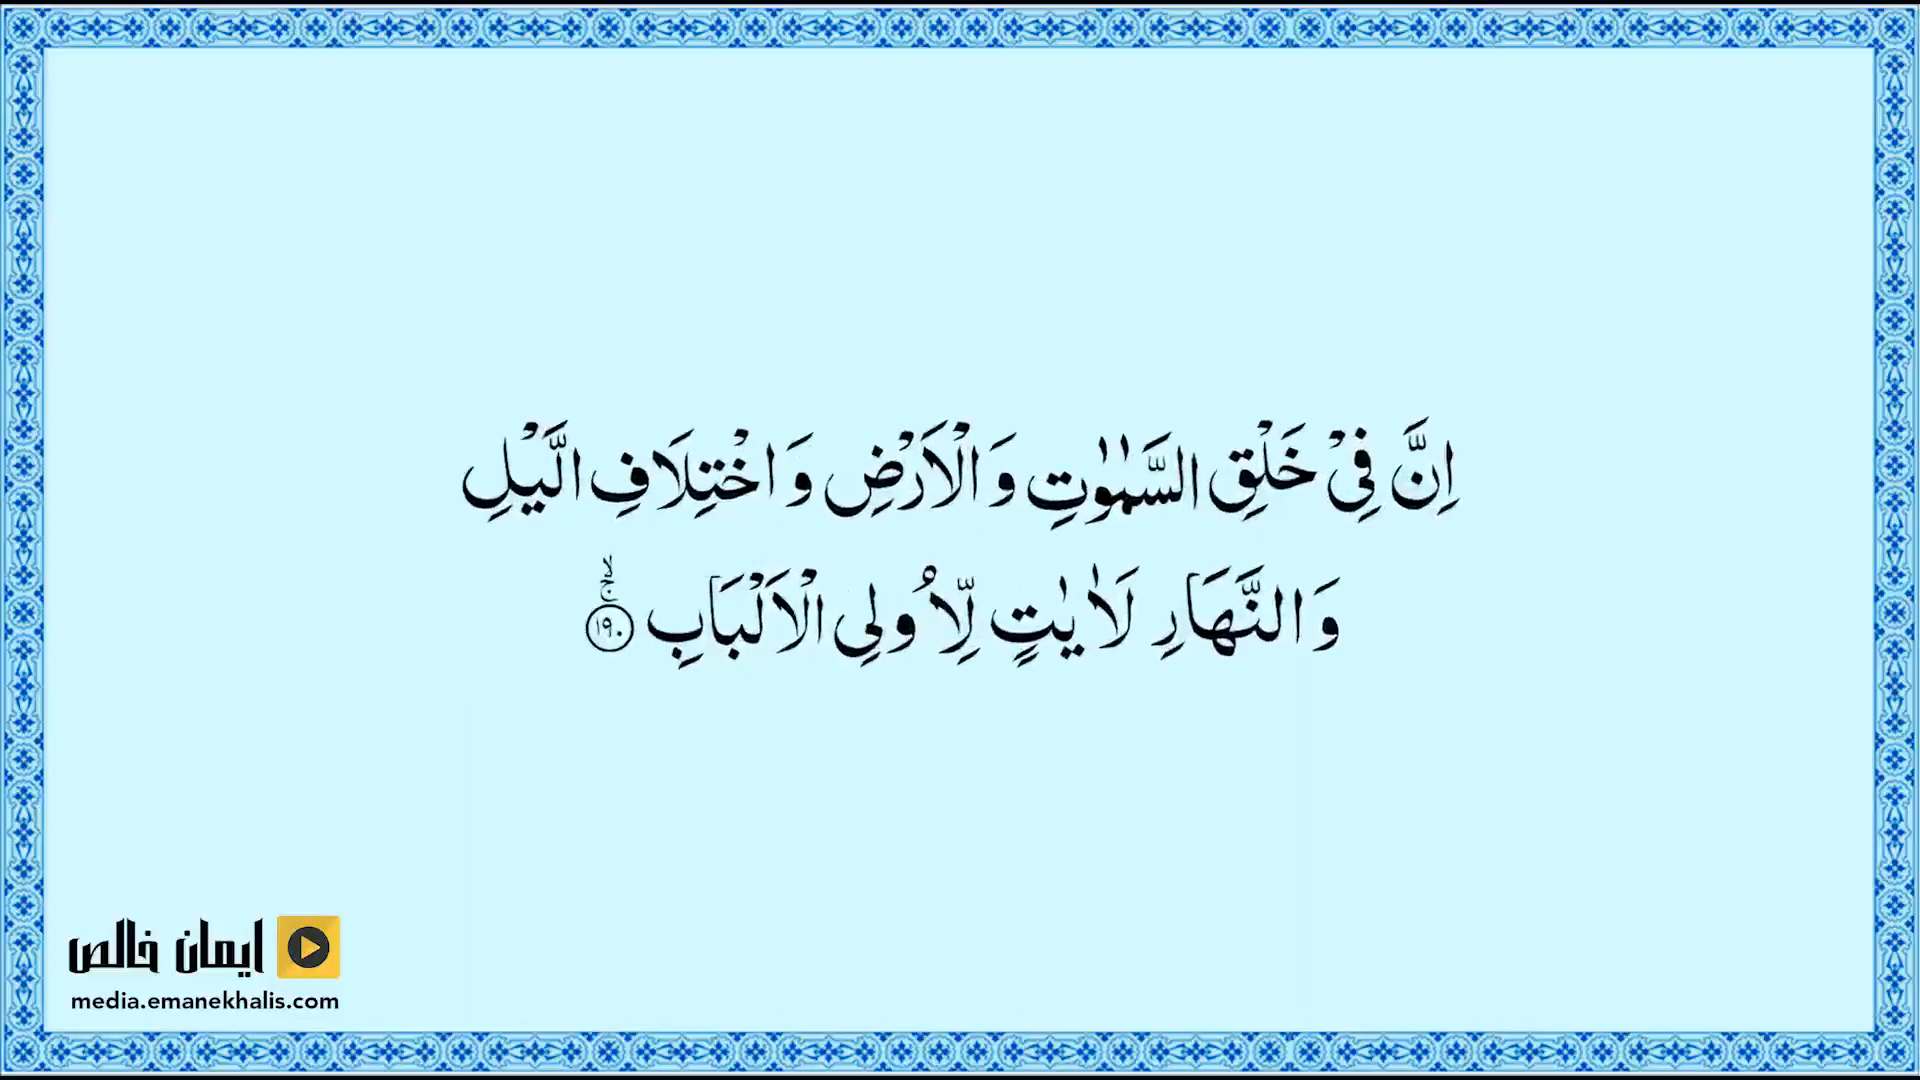 اِنَّ فِیْ خَلْقِ السَّمٰوٰتِ وَالْاَرْضِ وَاخْتِلَافِ الَّیْلِ
وَالنَّهَارِ لَاٰیٰتٍ لِّاُولِی الْاَلْبَابِ ۙۚ ۱۹۰
ایمان خالص
media.emanekhalis.com